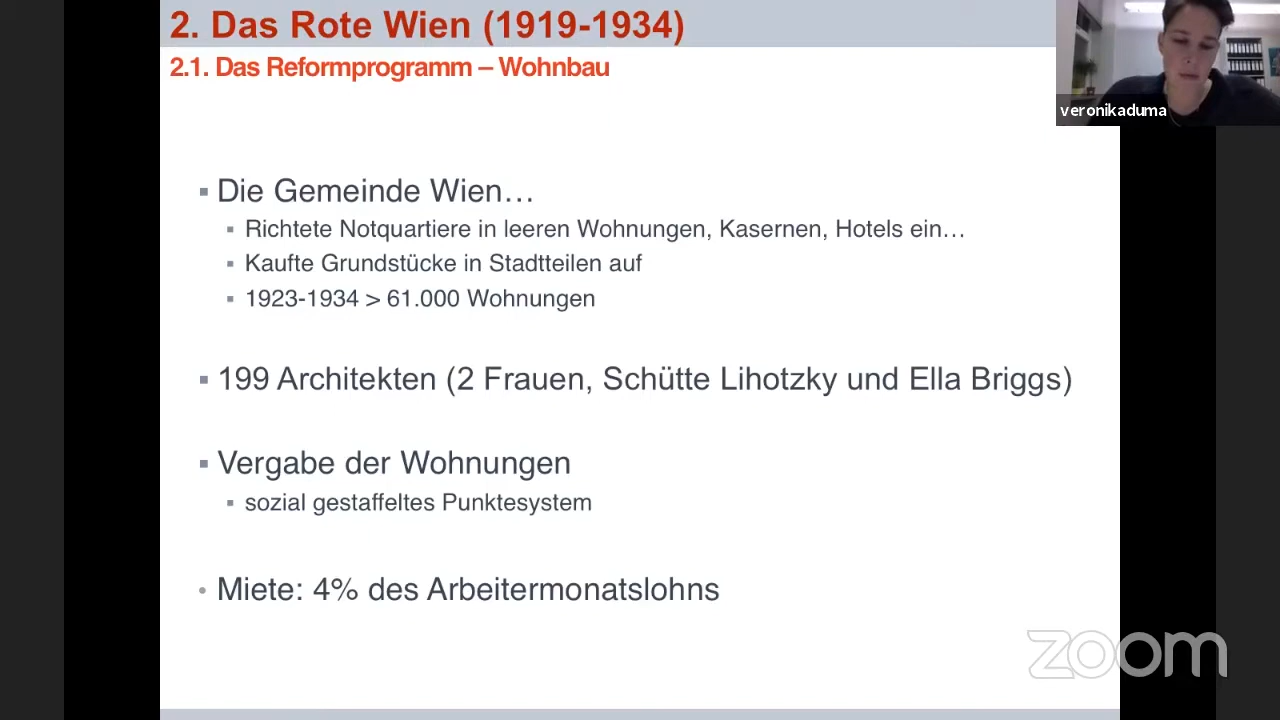 2. Das Rote Wien (1919-1934)
2.1. Das Reformprogramm – Wohnbau
veronikaduma
▪ Die Gemeinde Wien…
▪ Richtete Notquartiere in leeren Wohnungen, Kasernen, Hotels ein…
▪ Kaufte Grundstücke in Stadtteilen auf
▪ 1923-1934 > 61.000 Wohnungen
▪ 199 Architekten (2 Frauen, Schütte Lihotzky und Ella Briggs)
▪ Vergabe der Wohnungen
▪ sozial gestaffeltes Punktesystem
• Miete: 4% des Arbeitermonatslohns
zoom